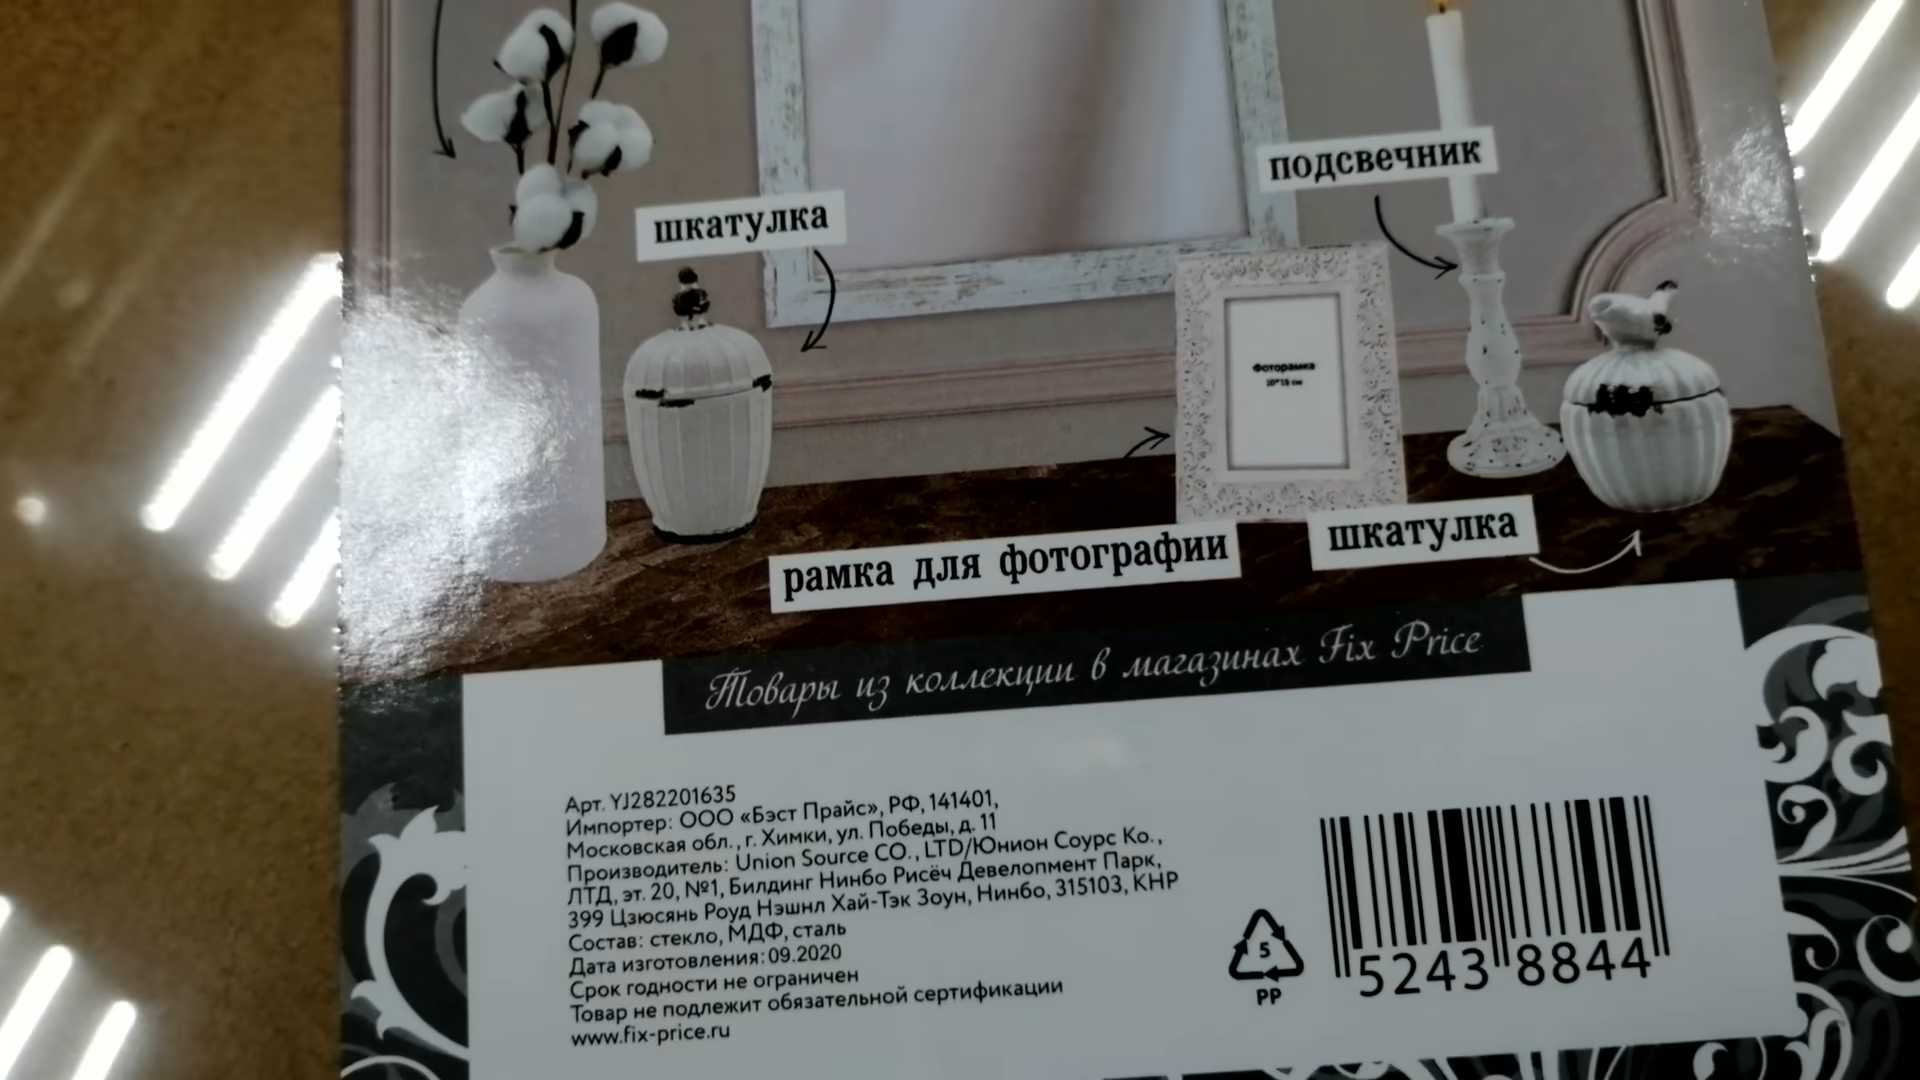 подсвечник
шкатулка
Фоторамка
10*15 см
шкатулка
рамка для фотографии
Товары из коллекции в магазинах Fix Price
Арт. YJ282201635
Импортер: ООО «Бэст Прайс», РФ, 141401,
Московская обл., г. Химки, ул. Победы, д. 11
Производитель: Union Source CO., LTD/Юнион Соурс Ко.,
ЛТД, эт. 20, №1, Билдинг Нинбо Рисёч Девелопмент Парк,
399 Цзюсянь Роуд Нэшнл Хай-Тэк Зоун, Нинбо, 315103, КНР
Состав: стекло, МДФ, сталь
Дата изготовления: 09.2020
Срок годности не ограничен
Товар не подлежит обязательной сертификации
www.fix-price.ru
5
PP
5243 8844